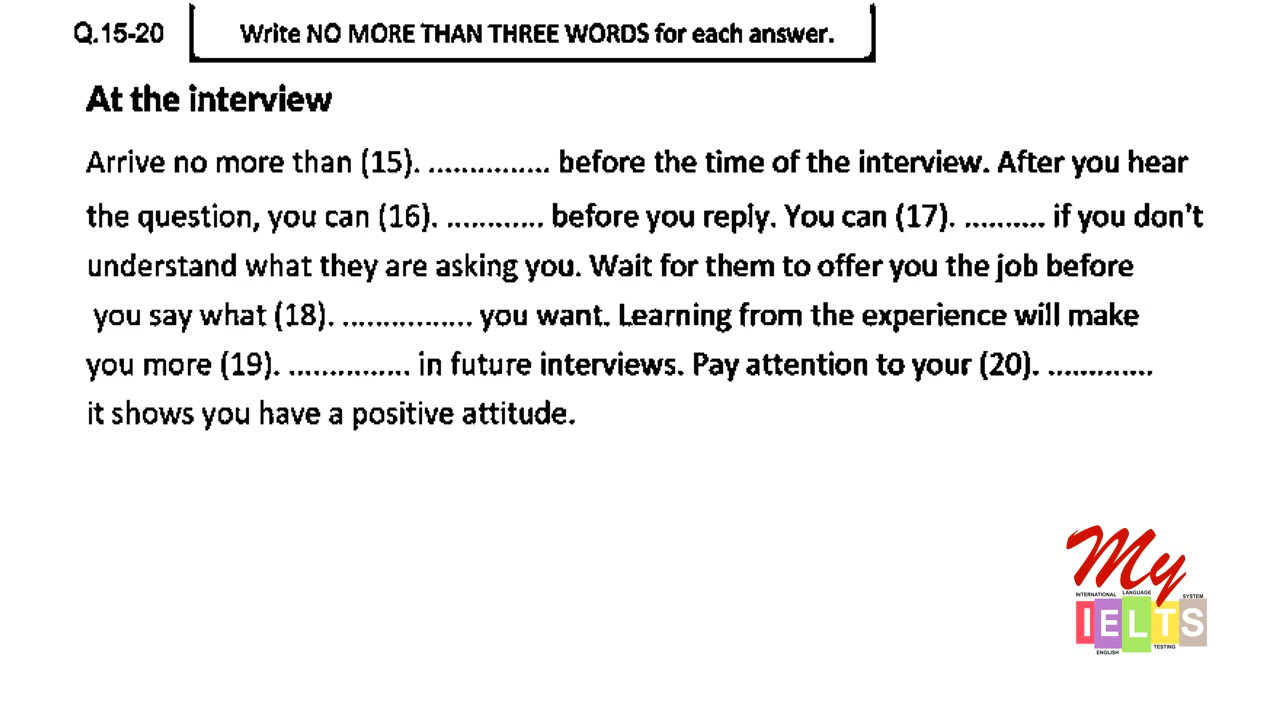 Q.15-20 Write NO MORE THAN THREE WORDS for each answer.
At the interview
Arrive no more than (15). ............... before the time of the interview. After you hear
the question, you can (16). ............ before you reply. You can (17). .......... if you don't
understand what they are asking you. Wait for them to offer you the job before
you say what (18). ................ you want. Learning from the experience will make
you more (19). ............... in future interviews. Pay attention to your (20). .............
it shows you have a positive attitude.
My
INTERNATIONAL LANGUAGE SYSTEM
IELTS
ENGLISH TESTING